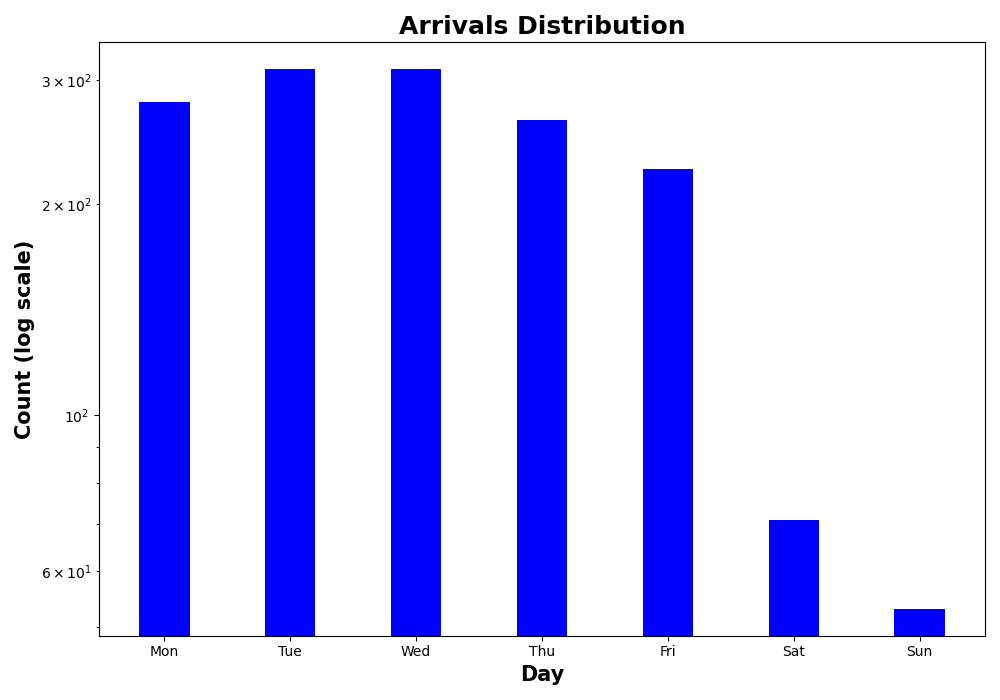 Arrivals Distribution
Count (log scale)
3 × 10²
2 × 10²
10²
6 × 10¹
Mon Tue Wed Thu Fri Sat Sun
Day